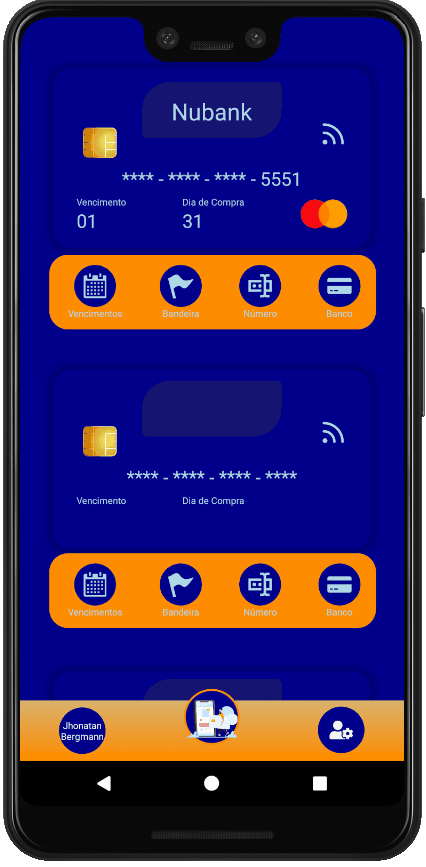 Nubank
**** - **** - **** - 5551
Vencimento Dia de Compra
01 31
Vencimentos Bandeira Número Banco
**** - **** - **** - ****
Vencimento Dia de Compra
Vencimentos Bandeira Número Banco
Jhonatan
Bergmann